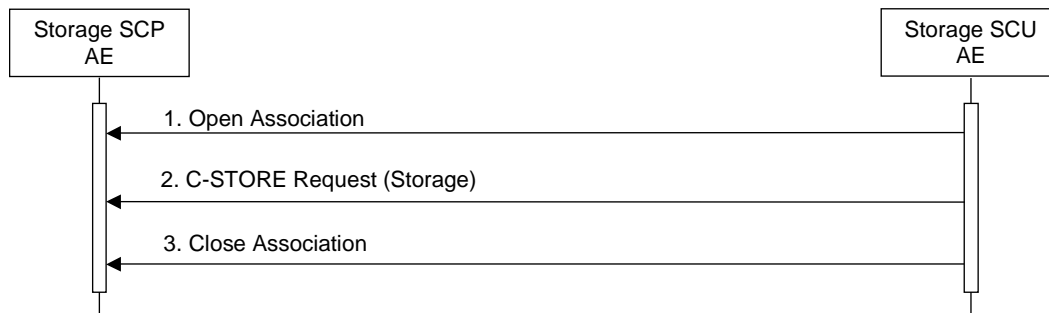 Storage SCP
AE
Storage SCU
AE
1. Open Association
2. C-STORE Request (Storage)
3. Close Association